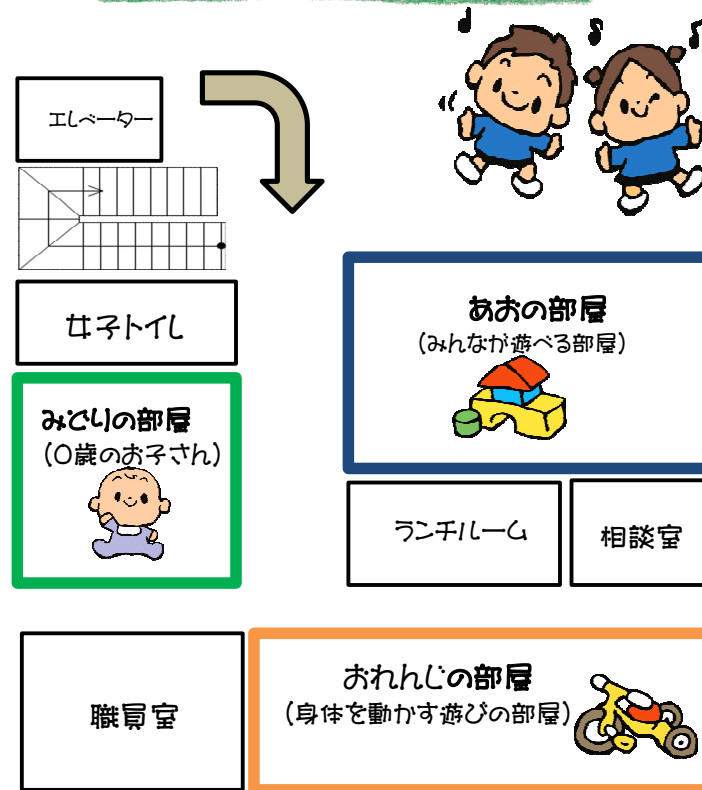 エレベーター
女子トイレ
あおの部屋
(みんなが遊べる部屋)
みどりの部屋
(0歳のお子さん)
ランチルーム
相談室
職員室
おれんじの部屋
(身体を動かす遊びの部屋)